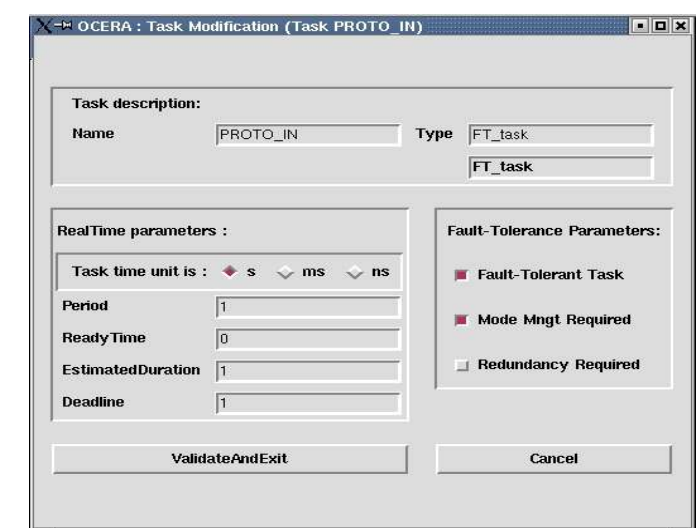 OCERA : Task Modification (Task PROTO_IN)
Task description:
Name PROTO_IN Type FT_task
FT_task
RealTime parameters :
Task time unit is : s ms ns
Period 1
ReadyTime 0
EstimatedDuration 1
Deadline 1
Fault-Tolerance Parameters:
Fault-Tolerant Task
Mode Mngt Required
Redundancy Required
ValidateAndExit Cancel